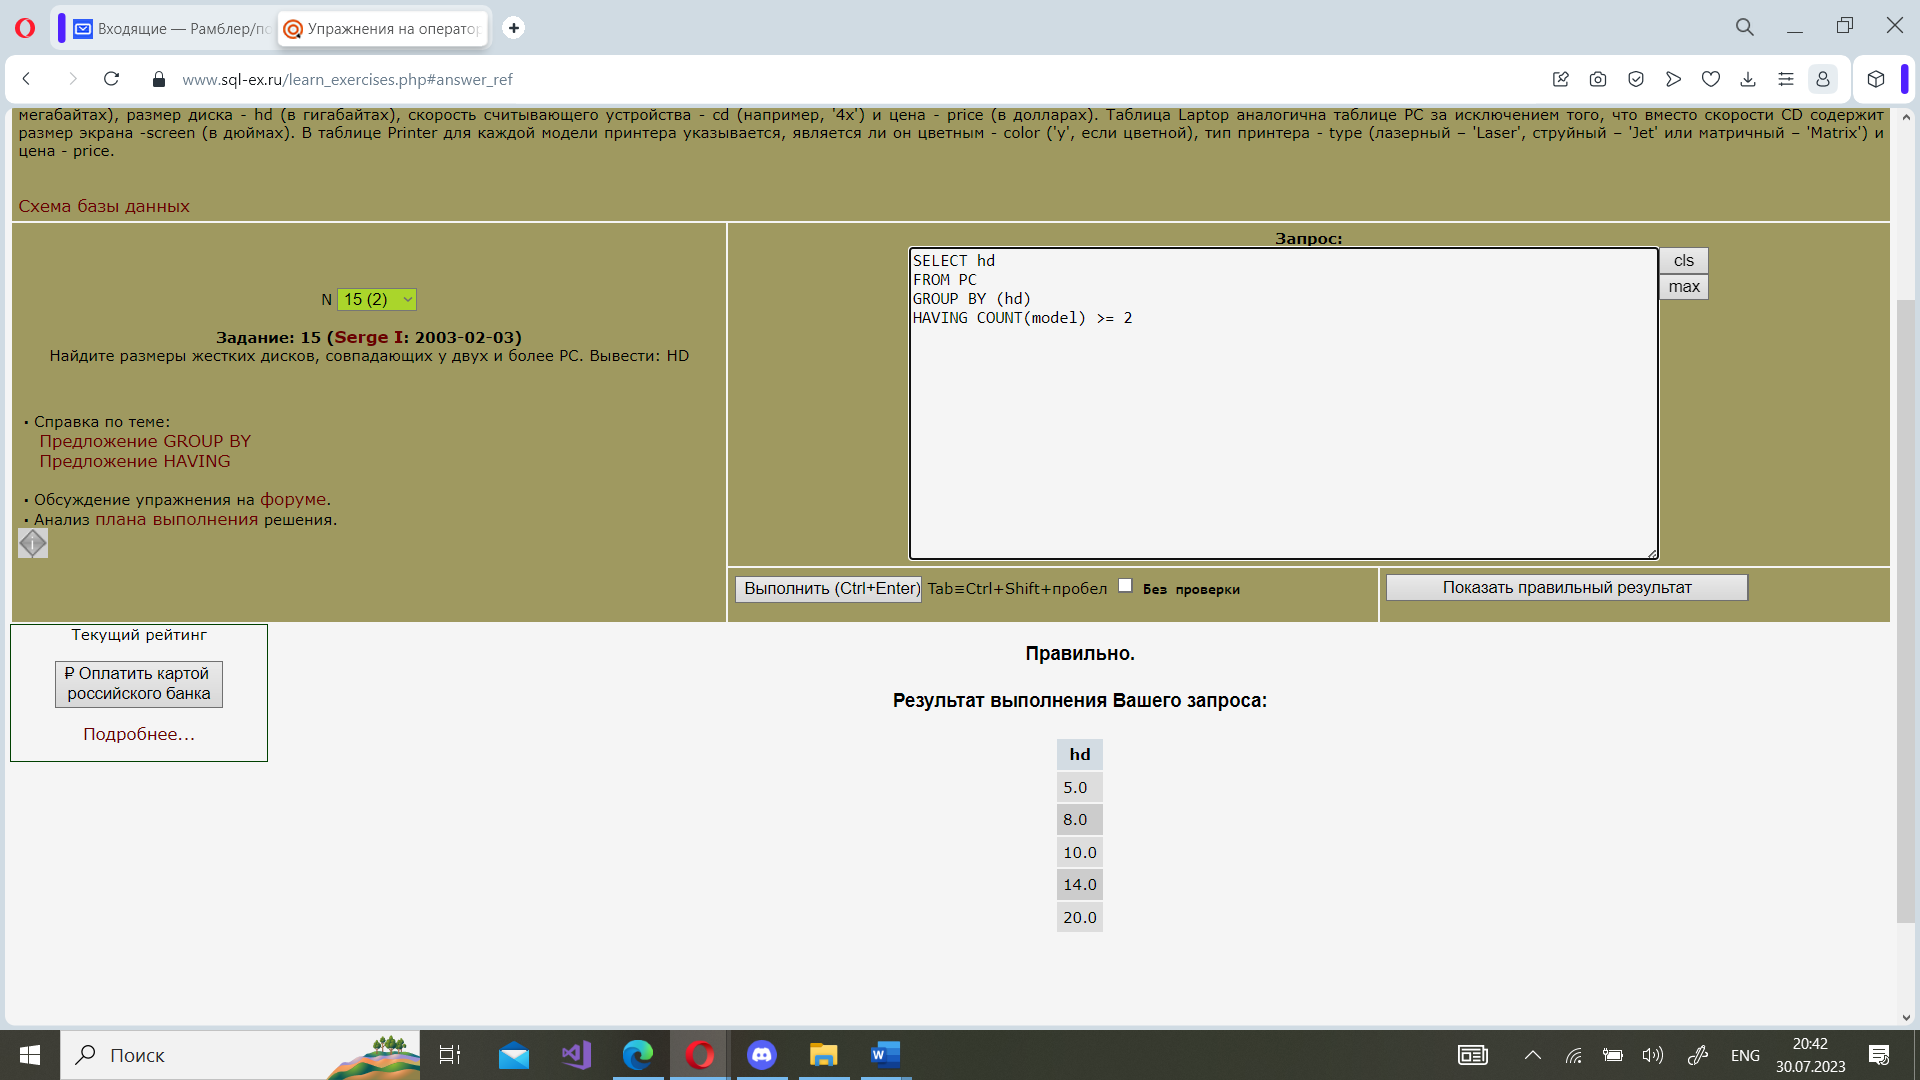 Входящие — Рамблер/по
Упражнения на оператор
www.sql-ex.ru/learn_exercises.php#answer_ref
мегабайтах), размер диска - hd (в гигабайтах), скорость считывающего устройства - cd (например, '4x') и цена - price (в долларах). Таблица Laptop аналогична таблице РС за исключением того, что вместо скорости CD содержит
размер экрана -screen (в дюймах). В таблице Printer для каждой модели принтера указывается, является ли он цветным - color ('y', если цветной), тип принтера - type (лазерный – 'Laser', струйный – 'Jet' или матричный – 'Matrix') и
цена - price.
Схема базы данных
N 15 (2)
Задание: 15 (Serge I: 2003-02-03)
Найдите размеры жестких дисков, совпадающих у двух и более PC. Вывести: HD
• Справка по теме:
Предложение GROUP BY
Предложение HAVING
• Обсуждение упражнения на форуме.
• Анализ плана выполнения решения.
Запрос:
SELECT hd
FROM PC
GROUP BY (hd)
HAVING COUNT(model) >= 2
cls
max
Выполнить (Ctrl+Enter) Tab≡Ctrl+Shift+пробел Без проверки
Показать правильный результат
Текущий рейтинг
₽ Оплатить картой
российского банка
Подробнее...
Правильно.
Результат выполнения Вашего запроса:
hd
5.0
8.0
10.0
14.0
20.0
Поиск
ENG
20:42
30.07.2023